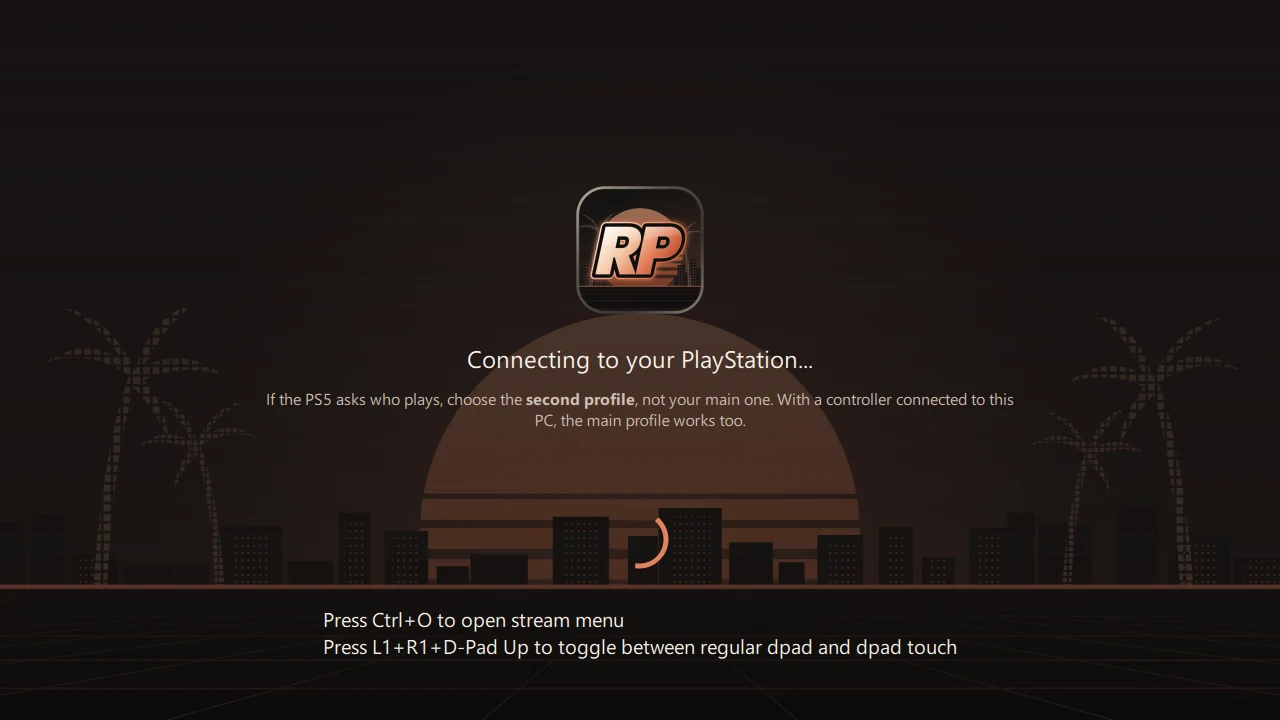 RP
Connecting to your PlayStation...
If the PS5 asks who plays, choose the second profile, not your main one. With a controller connected to this
PC, the main profile works too.
Press Ctrl+O to open stream menu
Press L1+R1+D-Pad Up to toggle between regular dpad and dpad touch